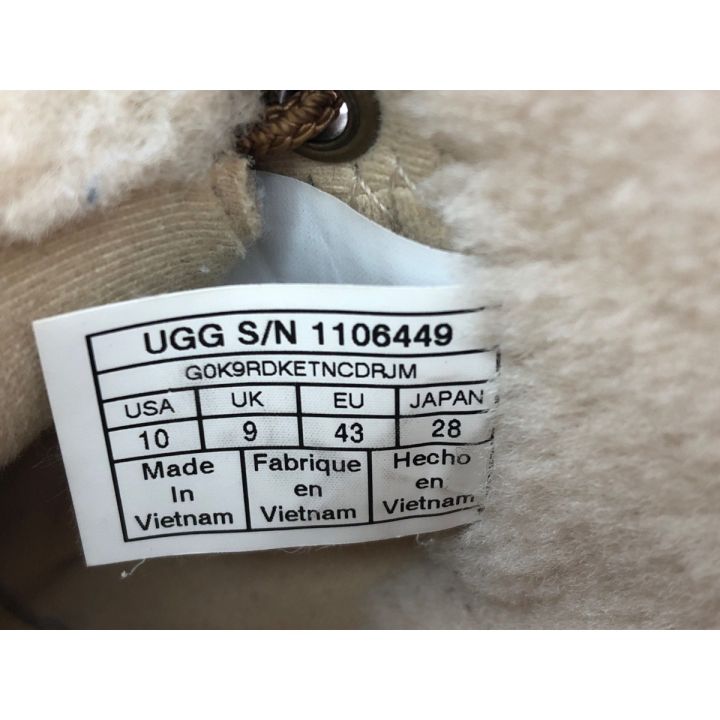 UGG S/N 1106449
G0K9RDKETNCDRJM
USA UK EU JAPAN
10 9 43 28
Made In Vietnam
Fabrique en Vietnam
Hecho en Vietnam